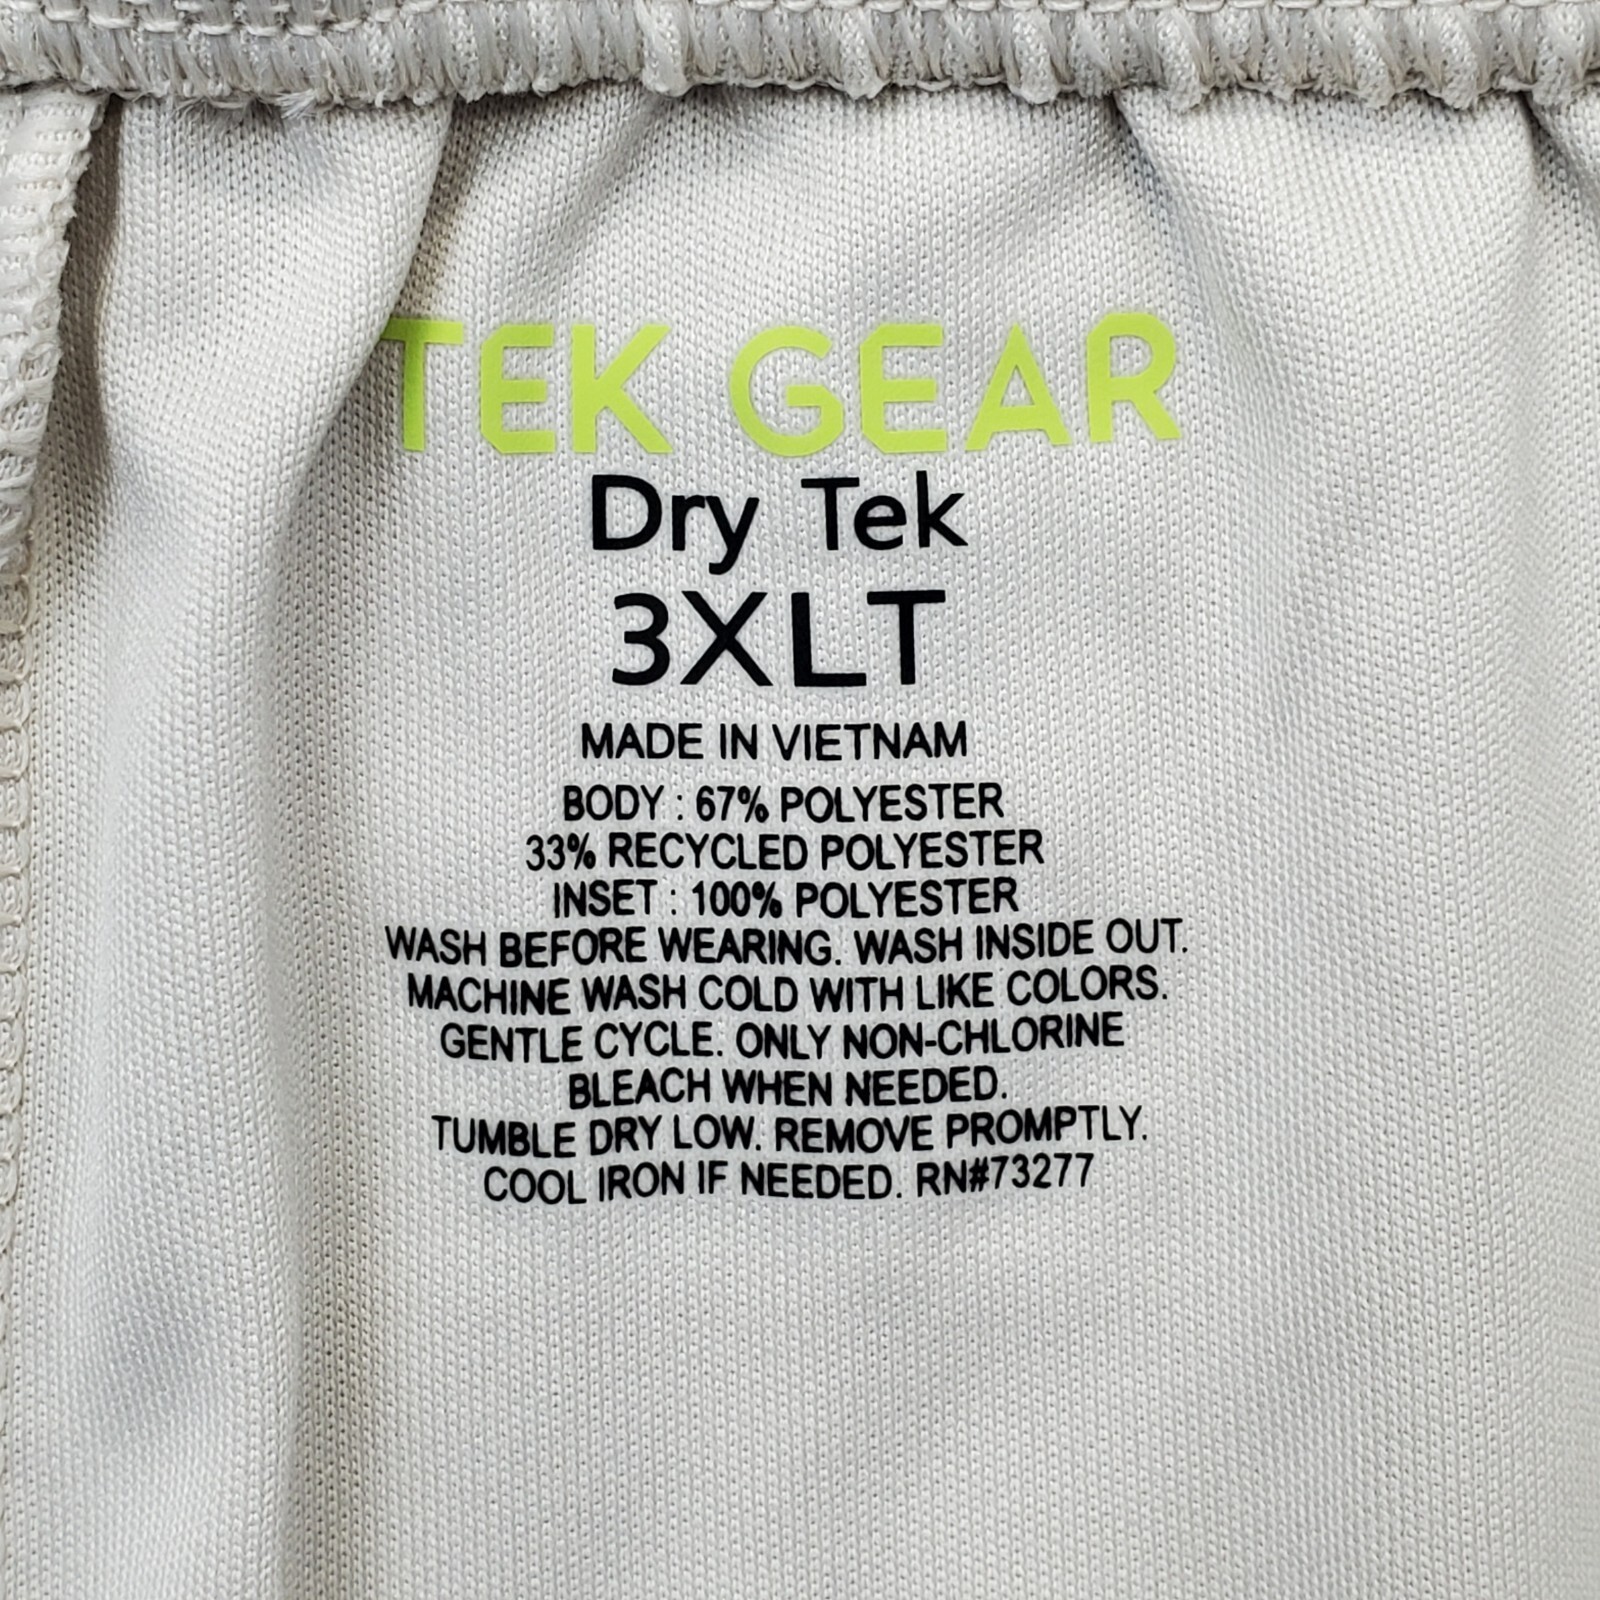 TEK GEAR
Dry Tek
3XLT
MADE IN VIETNAM
BODY : 67% POLYESTER
33% RECYCLED POLYESTER
INSET : 100% POLYESTER
WASH BEFORE WEARING. WASH INSIDE OUT.
MACHINE WASH COLD WITH LIKE COLORS.
GENTLE CYCLE. ONLY NON-CHLORINE
BLEACH WHEN NEEDED.
TUMBLE DRY LOW. REMOVE PROMPTLY.
COOL IRON IF NEEDED. RN#73277